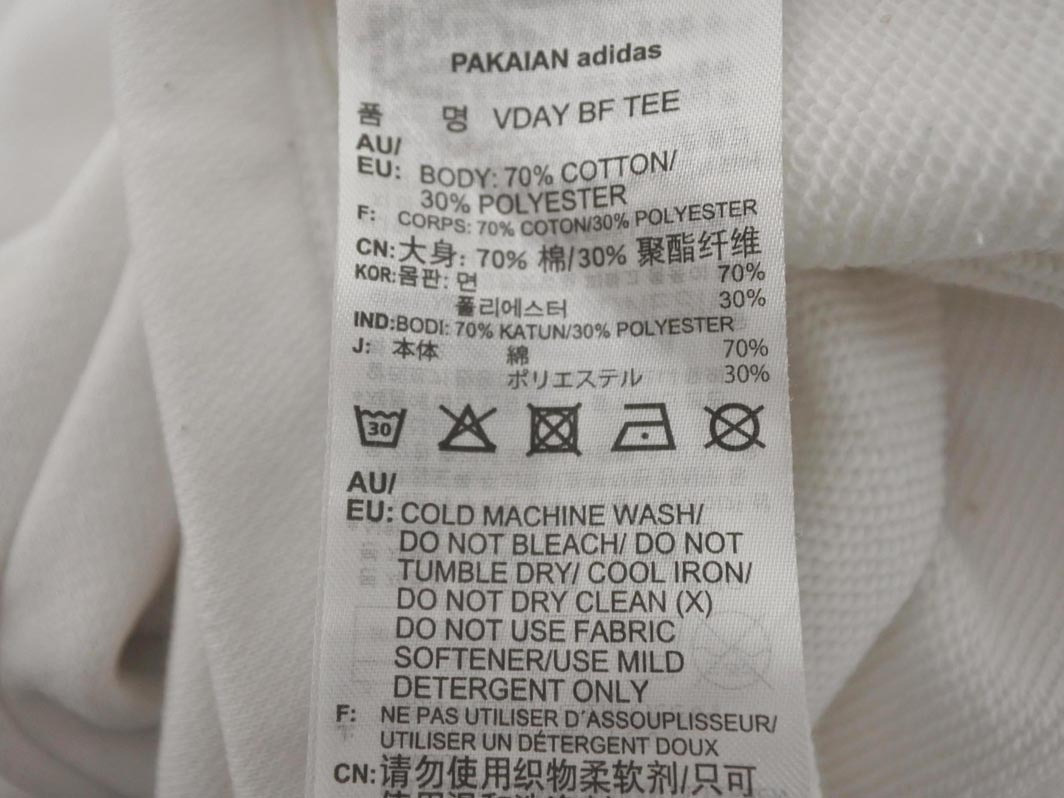 PAKAIAN adidas
품 명 VDAY BF TEE
AU/
EU: BODY: 70% COTTON/
30% POLYESTER
F: CORPS: 70% COTON/30% POLYESTER
CN: 大身: 70% 棉/30% 聚酯纤维
KOR: 몸판: 면 70%
폴리에스터 30%
IND: BODI: 70% KATUN/30% POLYESTER
J: 本体 綿 70%
ポリエステル 30%
30
AU/
EU: COLD MACHINE WASH/
DO NOT BLEACH/ DO NOT
TUMBLE DRY/ COOL IRON/
DO NOT DRY CLEAN (X)
DO NOT USE FABRIC
SOFTENER/USE MILD
DETERGENT ONLY
F: NE PAS UTILISER D´ASSOUPLISSEUR/
UTILISER UN DÉTERGENT DOUX
CN: 请勿使用织物柔软剂/只可